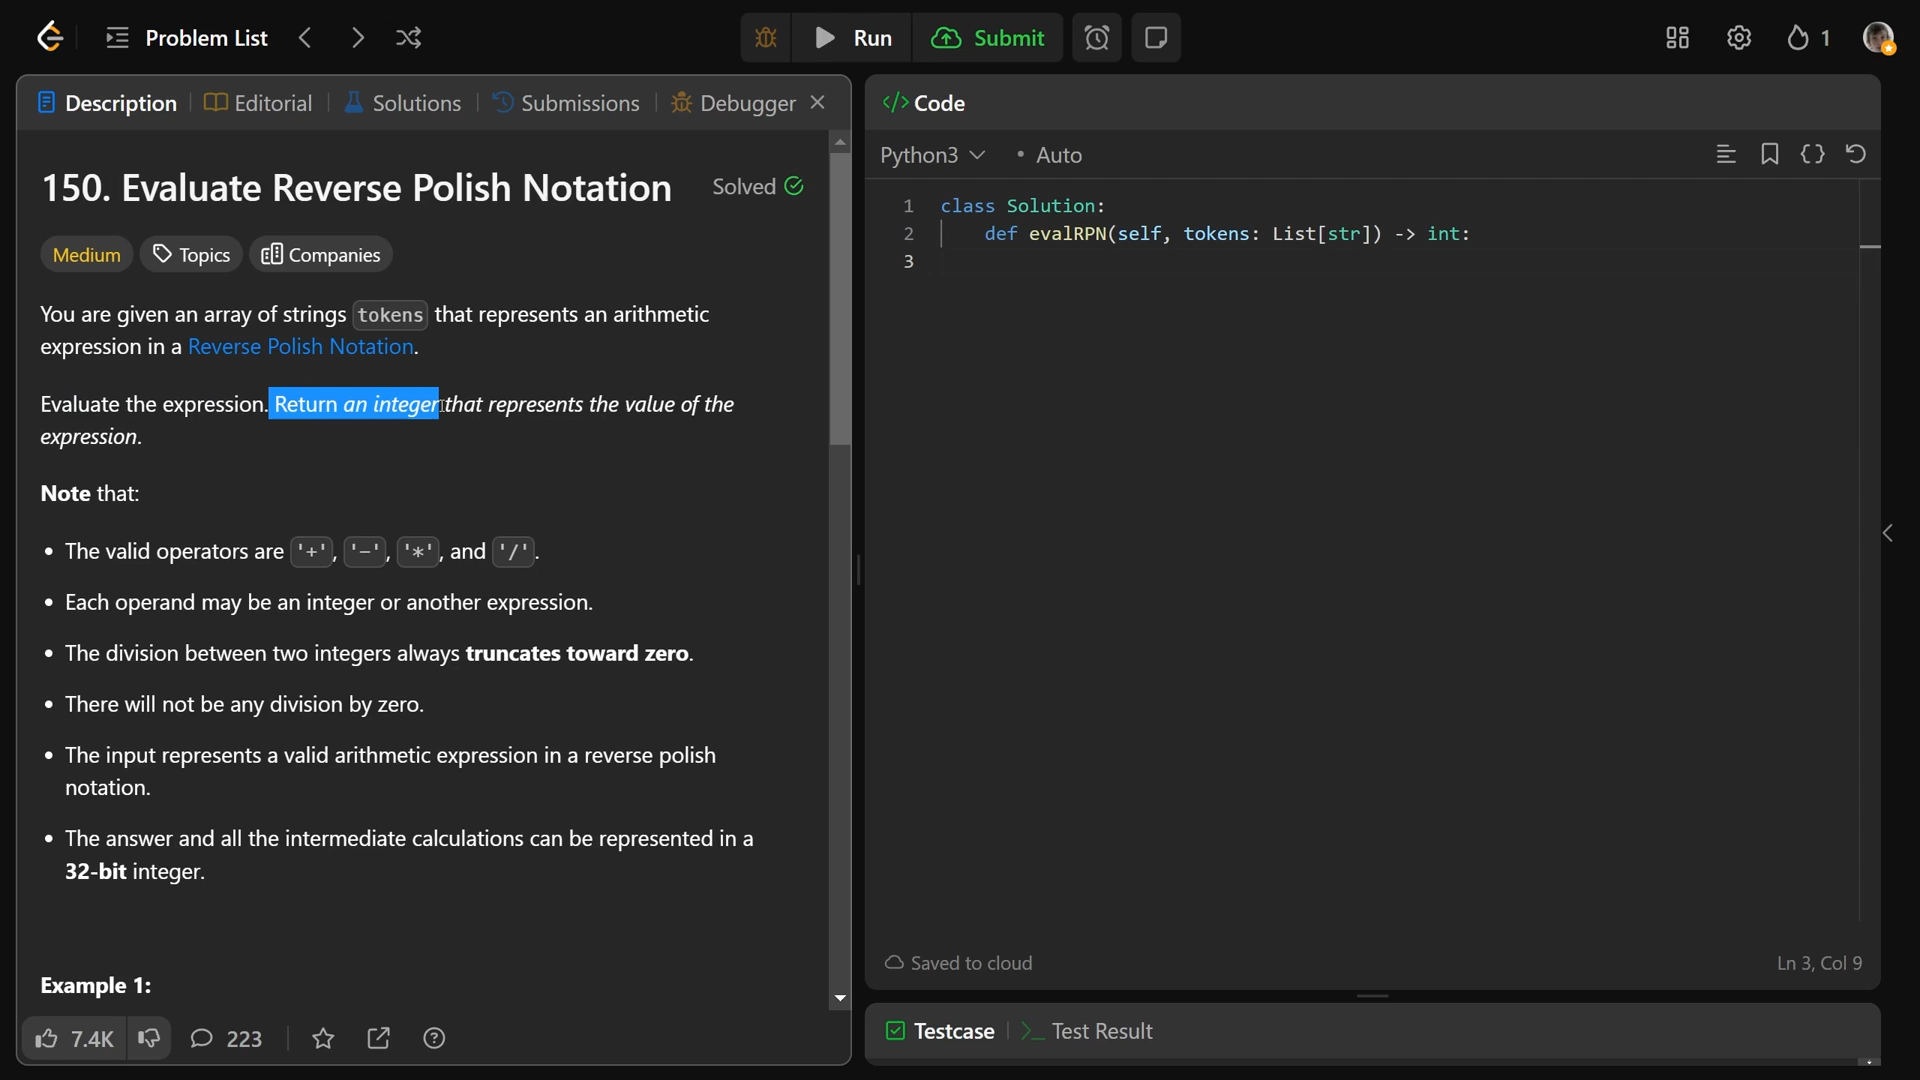 Problem List
Run
Submit
1
Description
Editorial
Solutions
Submissions
Debugger
150. Evaluate Reverse Polish Notation
Solved
Medium
Topics
Companies
You are given an array of strings tokens that represents an arithmetic
expression in a Reverse Polish Notation.
Evaluate the expression. Return an integer that represents the value of the
expression.
Note that:
• The valid operators are '+', '-', '*', and '/'.
• Each operand may be an integer or another expression.
• The division between two integers always truncates toward zero.
• There will not be any division by zero.
• The input represents a valid arithmetic expression in a reverse polish
notation.
• The answer and all the intermediate calculations can be represented in a
32-bit integer.
Example 1:
7.4K
223
</> Code
Python3
• Auto
1 class Solution:
2 def evalRPN(self, tokens: List[str]) -> int:
3
Saved to cloud
Ln 3, Col 9
Testcase
>_ Test Result